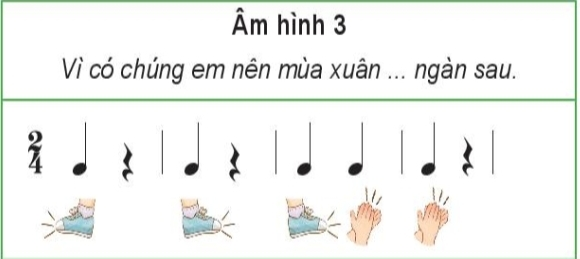 Âm hình 3
Vì có chúng em nên mùa xuân ... ngàn sau.
2
4